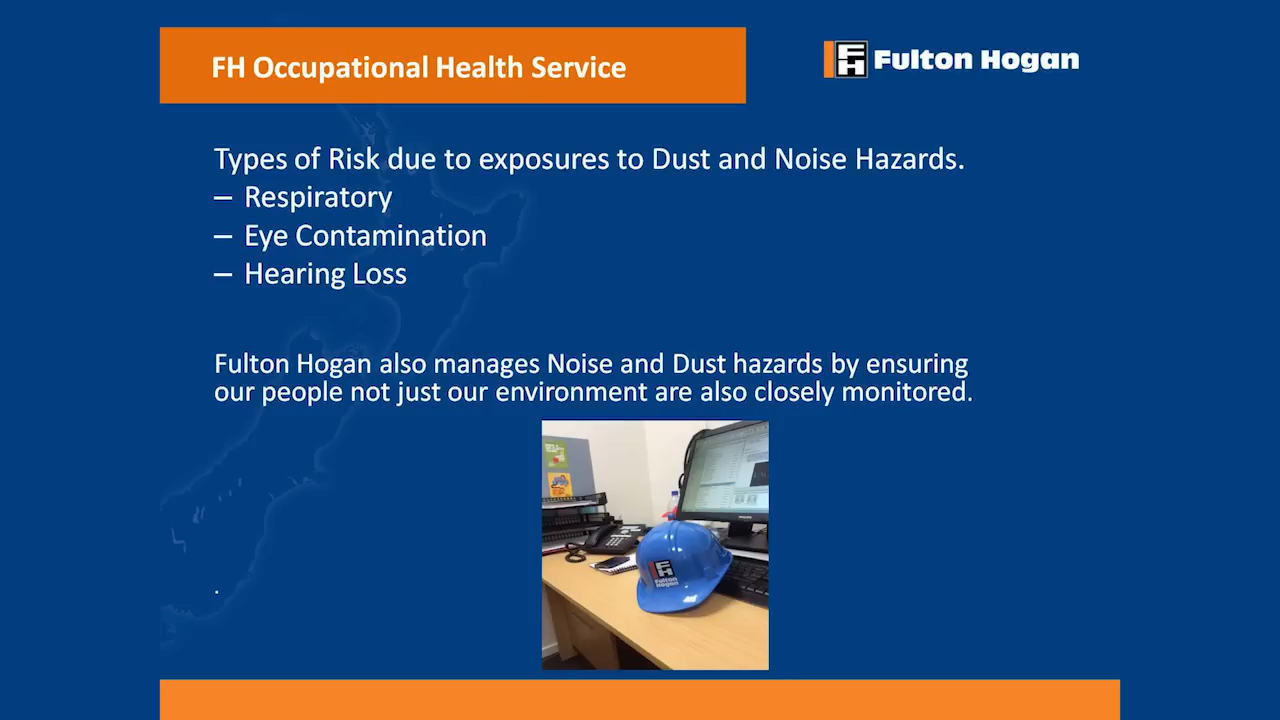 FH Occupational Health Service
FH Fulton Hogan
Types of Risk due to exposures to Dust and Noise Hazards.
– Respiratory
– Eye Contamination
– Hearing Loss
Fulton Hogan also manages Noise and Dust hazards by ensuring
our people not just our environment are also closely monitored.
FH
Fulton
Hogan
.